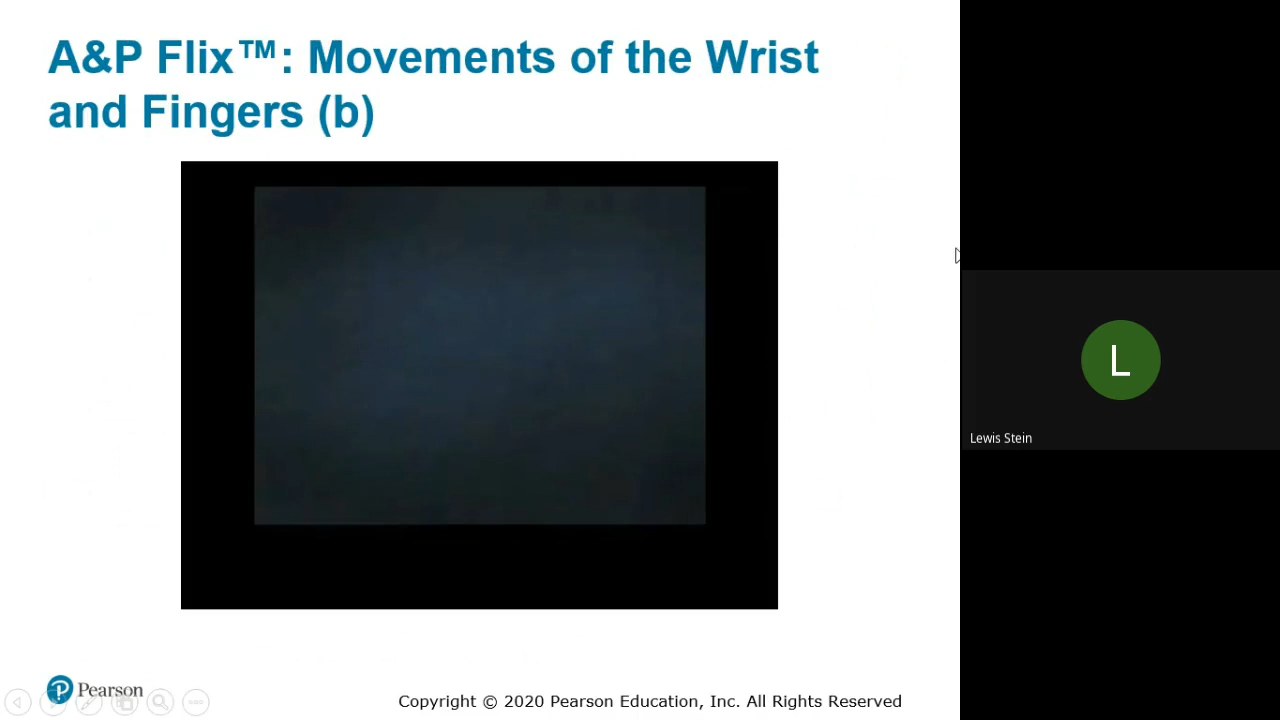 A&P Flix™: Movements of the Wrist
and Fingers (b)
L
Lewis Stein
Pearson
Copyright © 2020 Pearson Education, Inc. All Rights Reserved